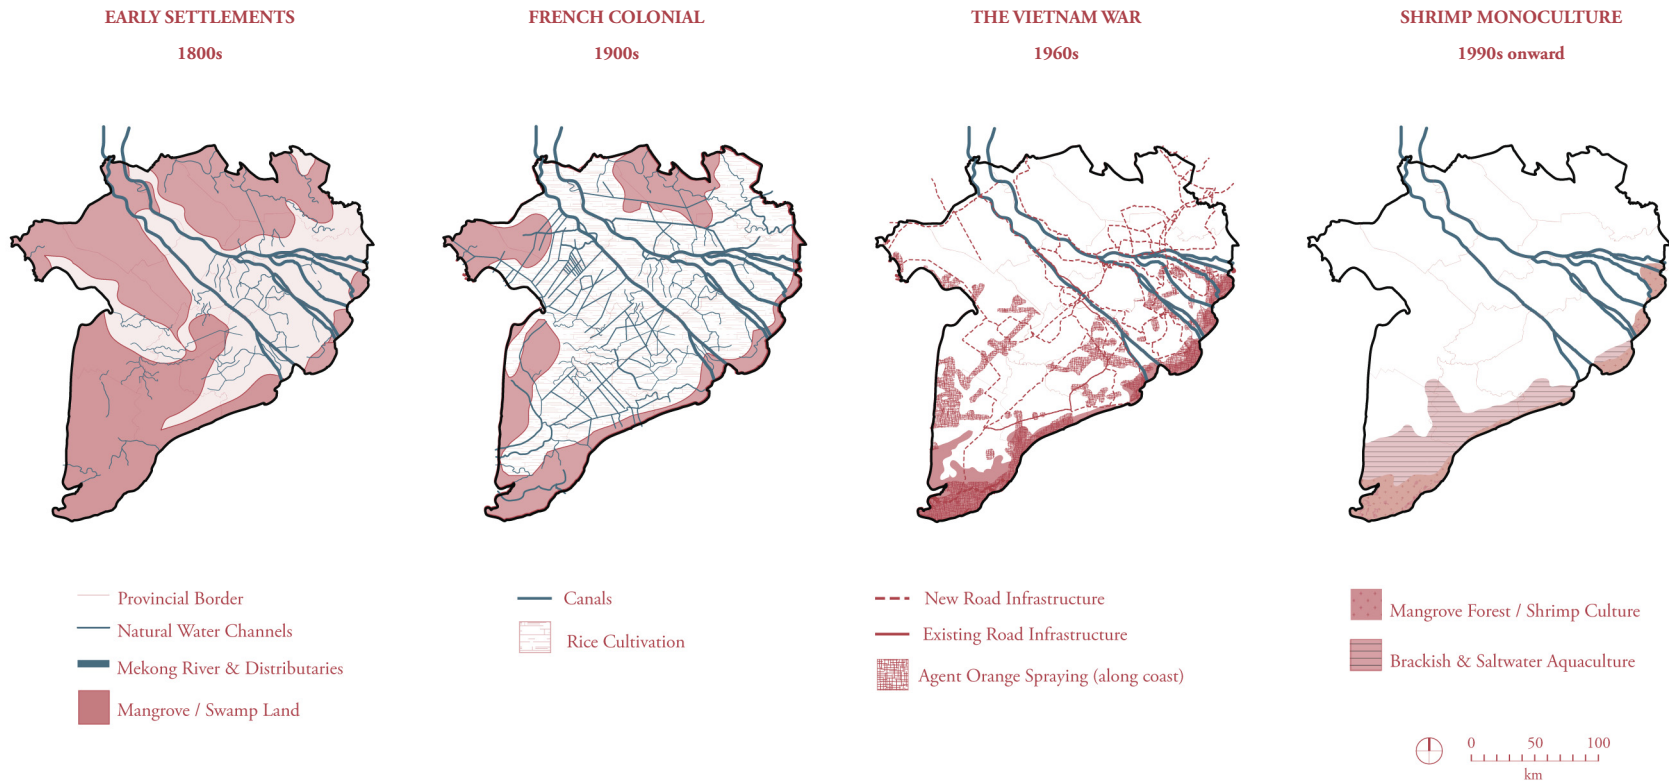 EARLY SETTLEMENTS
1800s
FRENCH COLONIAL
1900s
THE VIETNAM WAR
1960s
SHRIMP MONOCULTURE
1990s onward
Provincial Border
Natural Water Channels
Mekong River & Distributaries
Mangrove / Swamp Land
Canals
Rice Cultivation
New Road Infrastructure
Existing Road Infrastructure
Agent Orange Spraying (along coast)
Mangrove Forest / Shrimp Culture
Brackish & Saltwater Aquaculture
0 50 100
km